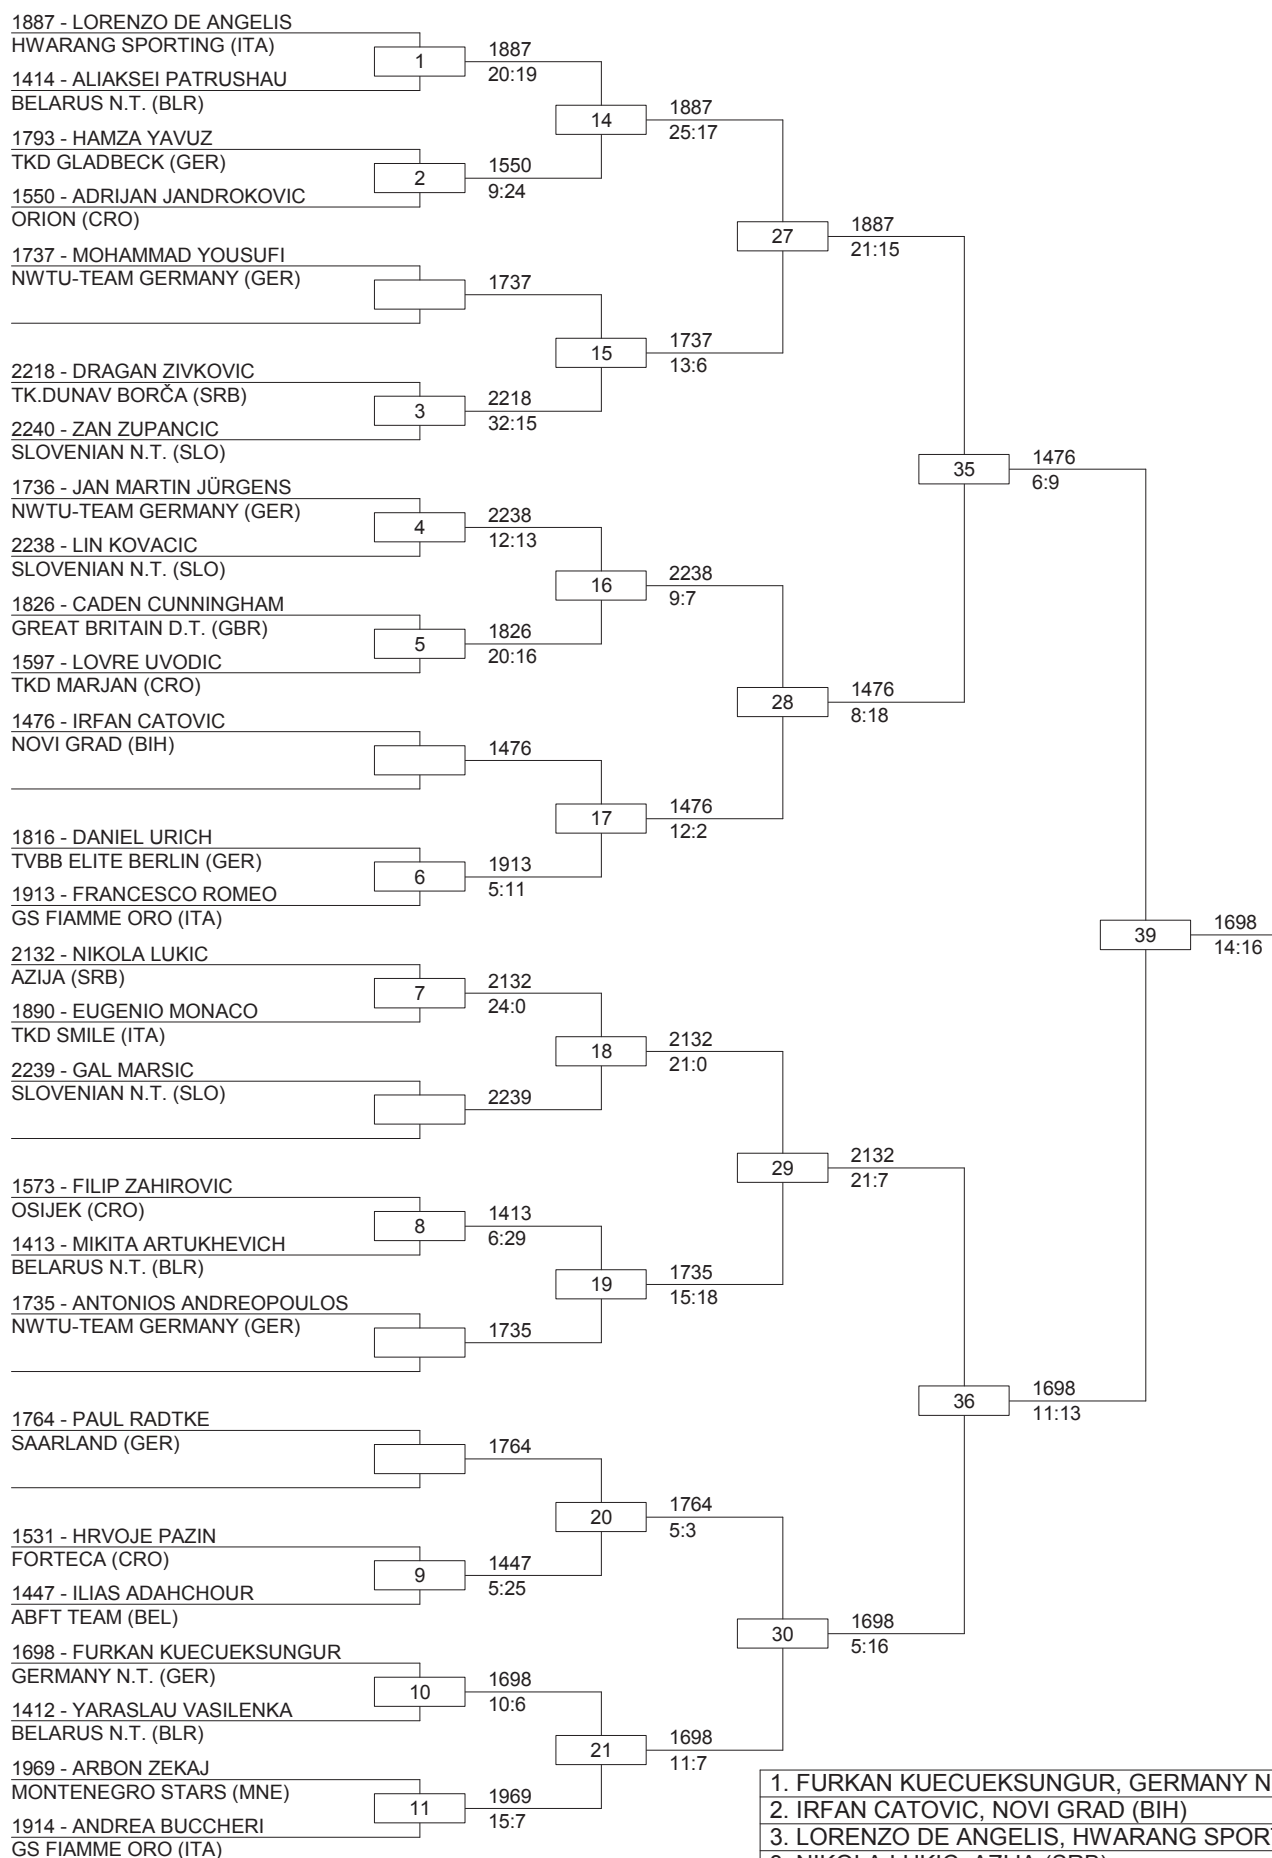 1887 - LORENZO DE ANGELIS
HWARANG SPORTING (ITA)
1
1887
20:19
1414 - ALIAKSEI PATRUSHAU
BELARUS N.T. (BLR)
14
1887
25:17
1793 - HAMZA YAVUZ
TKD GLADBECK (GER)
2
1550
9:24
1550 - ADRIJAN JANDROKOVIC
ORION (CRO)
27
1887
21:15
1737 - MOHAMMAD YOUSUFI
NWTU-TEAM GERMANY (GER)
1737
15
1737
13:6
2218 - DRAGAN ZIVKOVIC
TK.DUNAV BORČA (SRB)
3
2218
32:15
2240 - ZAN ZUPANCIC
SLOVENIAN N.T. (SLO)
35
1476
6:9
1736 - JAN MARTIN JÜRGENS
NWTU-TEAM GERMANY (GER)
4
2238
12:13
2238 - LIN KOVACIC
SLOVENIAN N.T. (SLO)
16
2238
9:7
1826 - CADEN CUNNINGHAM
GREAT BRITAIN D.T. (GBR)
5
1826
20:16
1597 - LOVRE UVODIC
TKD MARJAN (CRO)
28
1476
8:18
1476 - IRFAN CATOVIC
NOVI GRAD (BIH)
1476
17
1476
12:2
1816 - DANIEL URICH
TVBB ELITE BERLIN (GER)
6
1913
5:11
1913 - FRANCESCO ROMEO
GS FIAMME ORO (ITA)
39
1698
14:16
2132 - NIKOLA LUKIC
AZIJA (SRB)
7
2132
24:0
1890 - EUGENIO MONACO
TKD SMILE (ITA)
18
2132
21:0
2239 - GAL MARSIC
SLOVENIAN N.T. (SLO)
2239
29
2132
21:7
1573 - FILIP ZAHIROVIC
OSIJEK (CRO)
8
1413
6:29
1413 - MIKITA ARTUKHEVICH
BELARUS N.T. (BLR)
19
1735
15:18
1735 - ANTONIOS ANDREOPOULOS
NWTU-TEAM GERMANY (GER)
1735
36
1698
11:13
1764 - PAUL RADTKE
SAARLAND (GER)
1764
20
1764
5:3
1531 - HRVOJE PAZIN
FORTECA (CRO)
9
1447
5:25
1447 - ILIAS ADAHCHOUR
ABFT TEAM (BEL)
30
1698
5:16
1698 - FURKAN KUECUEKSUNGUR
GERMANY N.T. (GER)
10
1698
10:6
1412 - YARASLAU VASILENKA
BELARUS N.T. (BLR)
21
1698
11:7
1969 - ARBON ZEKAJ
MONTENEGRO STARS (MNE)
11
1969
15:7
1914 - ANDREA BUCCHERI
GS FIAMME ORO (ITA)
1. FURKAN KUECUEKSUNGUR, GERMANY N
2. IRFAN CATOVIC, NOVI GRAD (BIH)
3. LORENZO DE ANGELIS, HWARANG SPOR
3. NIKOLA LUKIC, AZIJA (SRB)